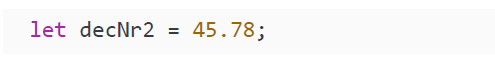 let decNr2 = 45.78;